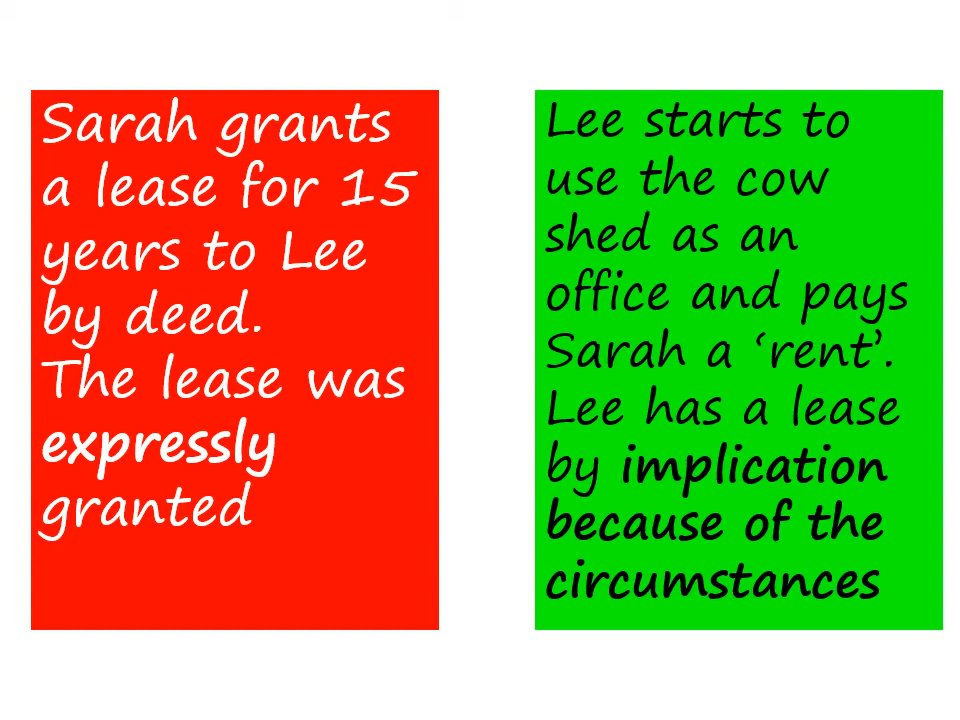 Sarah grants
a lease for 15
years to Lee
by deed.
The lease was
expressly
granted
Lee starts to
use the cow
shed as an
office and pays
Sarah a ‘rent’.
Lee has a lease
by implication
because of the
circumstances